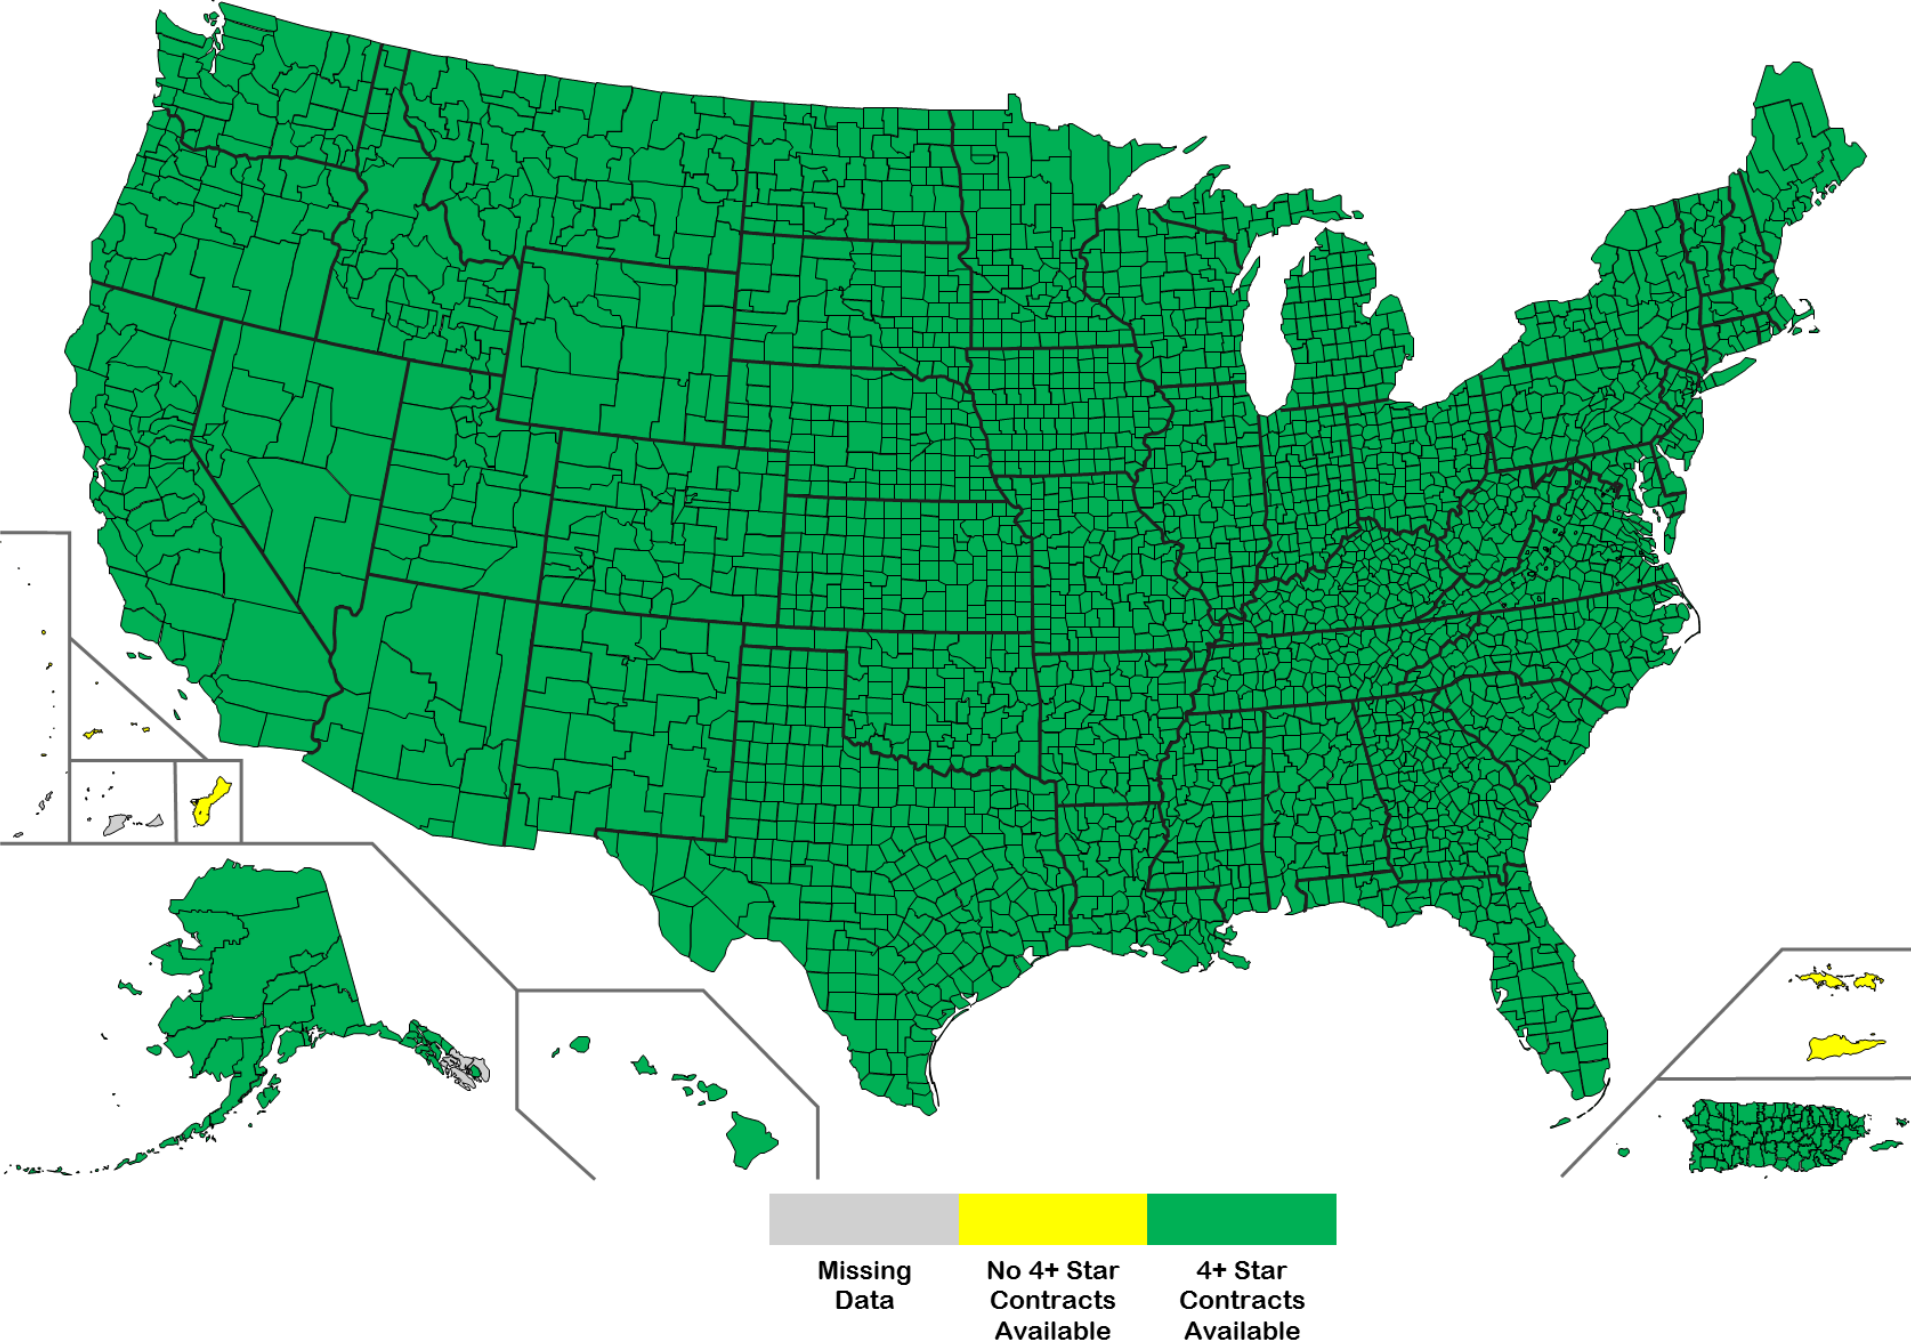 Missing
Data
No 4+ Star
Contracts
Available
4+ Star
Contracts
Available